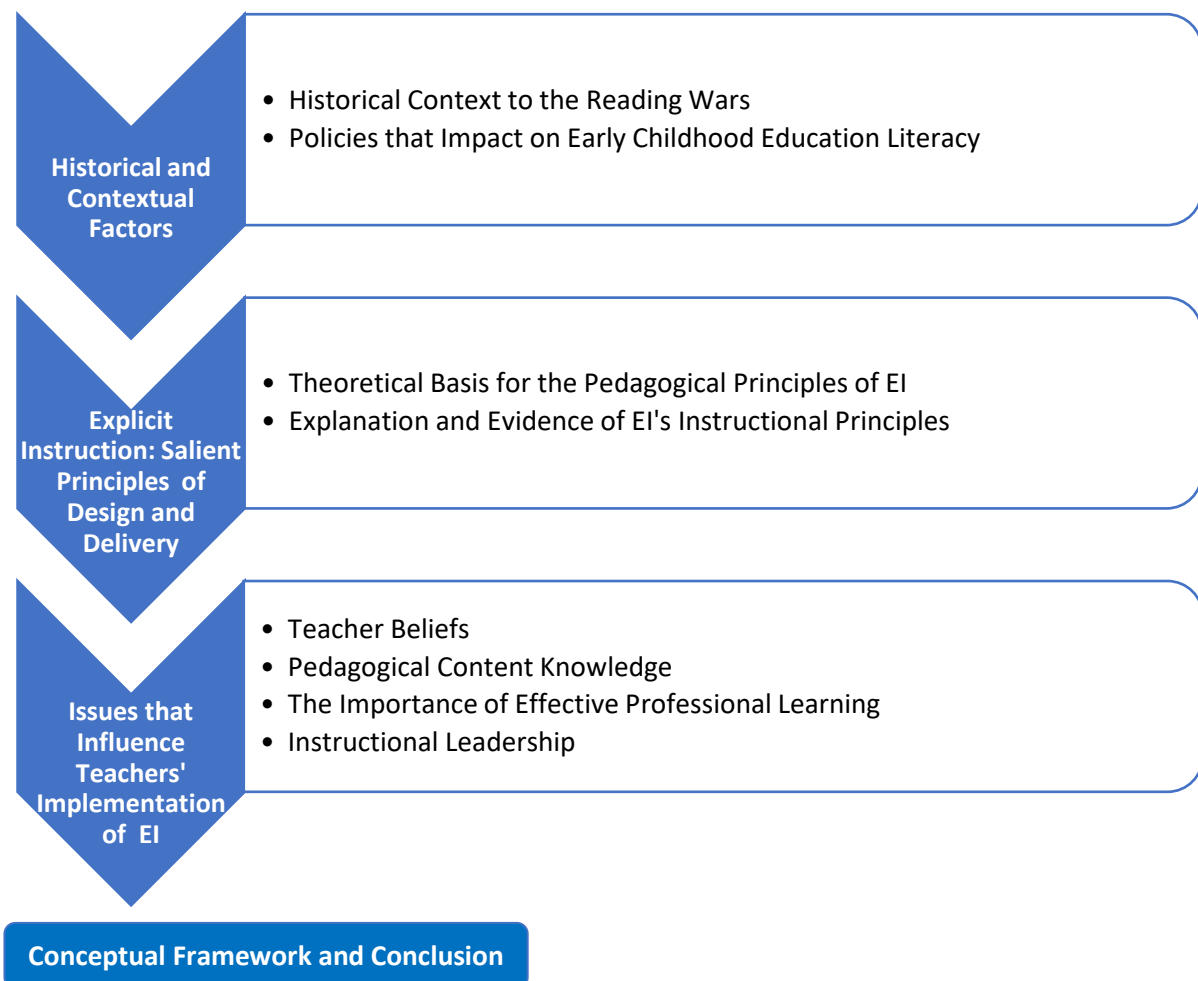 • Historical Context to the Reading Wars
• Policies that Impact on Early Childhood Education Literacy
Historical and
Contextual
Factors
• Theoretical Basis for the Pedagogical Principles of EI
• Explanation and Evidence of EI's Instructional Principles
Explicit
Instruction: Salient
Principles of
Design and
Delivery
• Teacher Beliefs
• Pedagogical Content Knowledge
• The Importance of Effective Professional Learning
• Instructional Leadership
Issues that
Influence
Teachers'
Implementation
of EI
Conceptual Framework and Conclusion